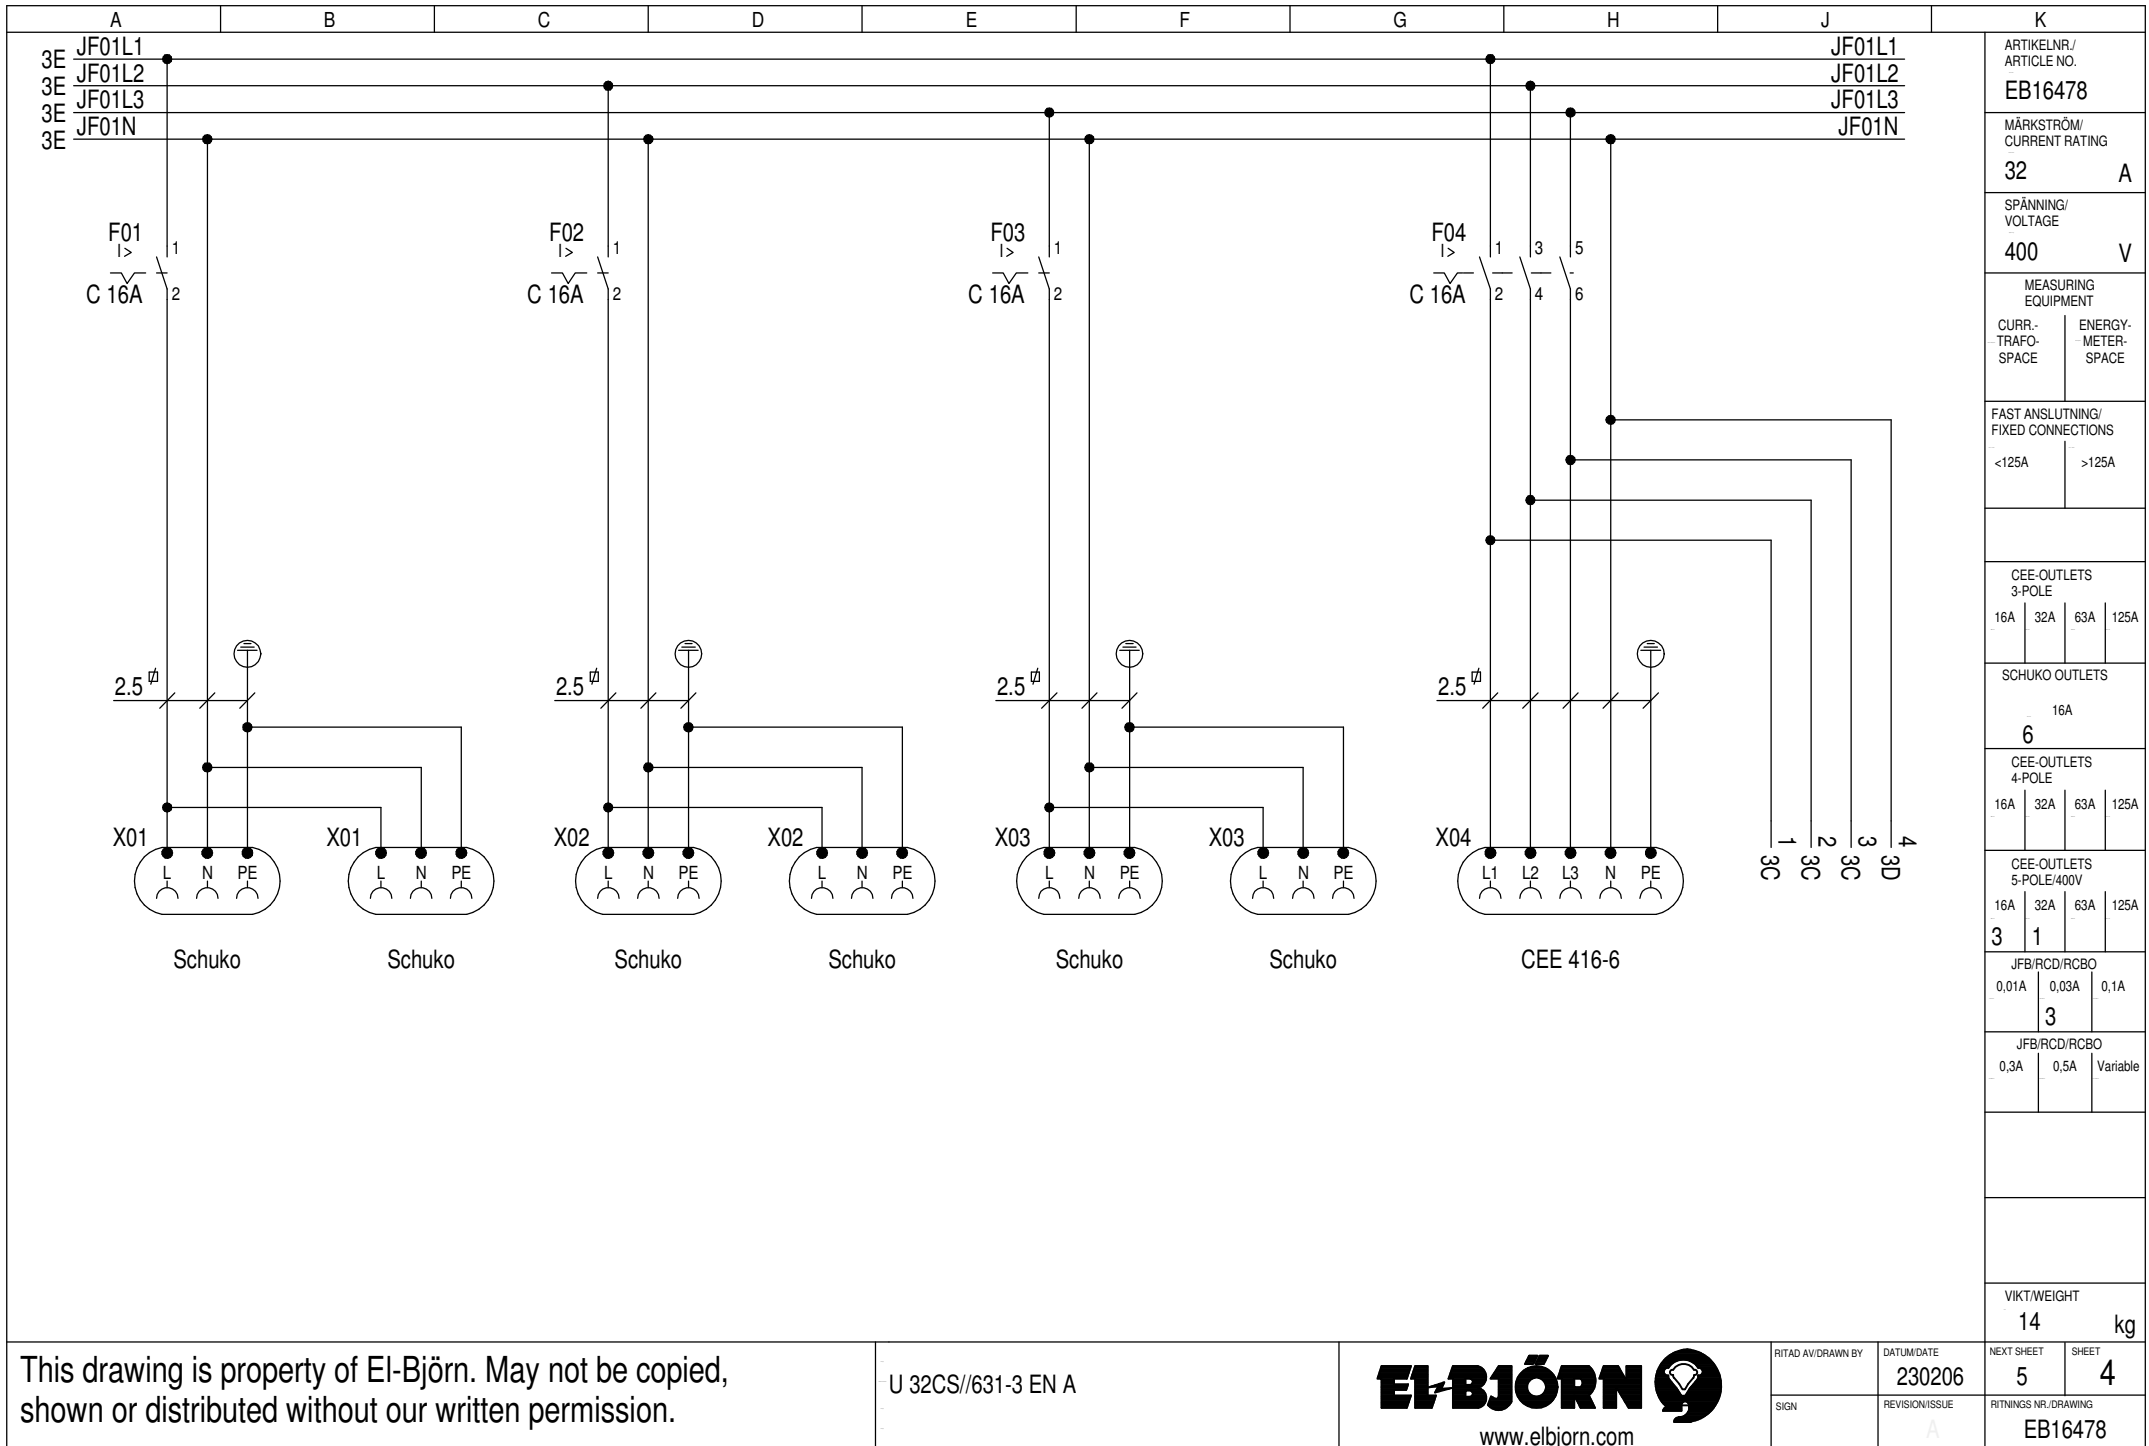 A B C D E F G H J K
3E JF01L1 JF01L1
3E JF01L2 JF01L2
3E JF01L3 JF01L3
3E JF01N JF01N
F01 F02 F03 F04
I> 1 I> 1 I> 1 I> 1 3 5
C 16A 2 C 16A 2 C 16A 2 C 16A 2 4 6
2.5 2.5 2.5 2.5
X01 X01 X02 X02 X03 X03 X04
L N PE L N PE L N PE L N PE L N PE L N PE L1 L2 L3 N PE
1 2 3 4
3C 3C 3C 3D
Schuko Schuko Schuko Schuko Schuko Schuko CEE 416-6
ARTIKELNR./
ARTICLE NO.
EB16478
MÄRKSTRÖM/
CURRENT RATING
32 A
SPÄNNING/
VOLTAGE
400 V
MEASURING
EQUIPMENT
CURR.- ENERGY-
TRAFO- METER-
SPACE SPACE
FAST ANSLUTNING/
FIXED CONNECTIONS
<125A >125A
CEE-OUTLETS
3-POLE
16A 32A 63A 125A
SCHUKO OUTLETS
16A
6
CEE-OUTLETS
4-POLE
16A 32A 63A 125A
CEE-OUTLETS
5-POLE/400V
16A 32A 63A 125A
3 1
JFB/RCD/RCBO
0,01A 0,03A 0,1A
3
JFB/RCD/RCBO
0,3A 0,5A Variable
VIKT/WEIGHT
14 kg
This drawing is property of El-Björn. May not be copied,
shown or distributed without our written permission.
U 32CS//631-3 EN A
EL-BJÖRN
www.elbjorn.com
RITAD AV/DRAWN BY
SIGN
DATUM/DATE
230206
REVISION/ISSUE
A
NEXT SHEET SHEET
5 4
RITNINGS NR./DRAWING
EB16478